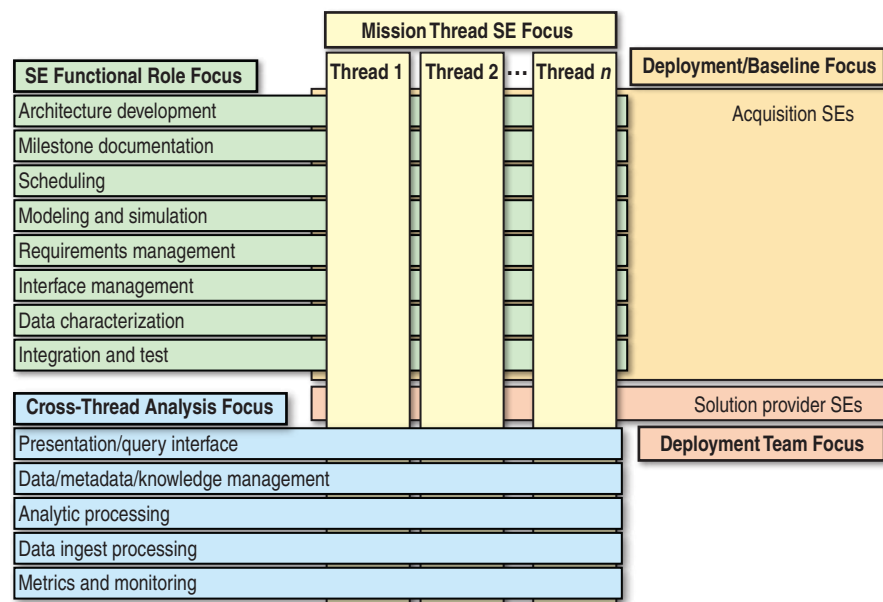 Mission Thread SE Focus
SE Functional Role Focus
Thread 1
Thread 2
...
Thread n
Deployment/Baseline Focus
Architecture development
Acquisition SEs
Milestone documentation
Scheduling
Modeling and simulation
Requirements management
Interface management
Data characterization
Integration and test
Cross-Thread Analysis Focus
Solution provider SEs
Presentation/query interface
Deployment Team Focus
Data/metadata/knowledge management
Analytic processing
Data ingest processing
Metrics and monitoring